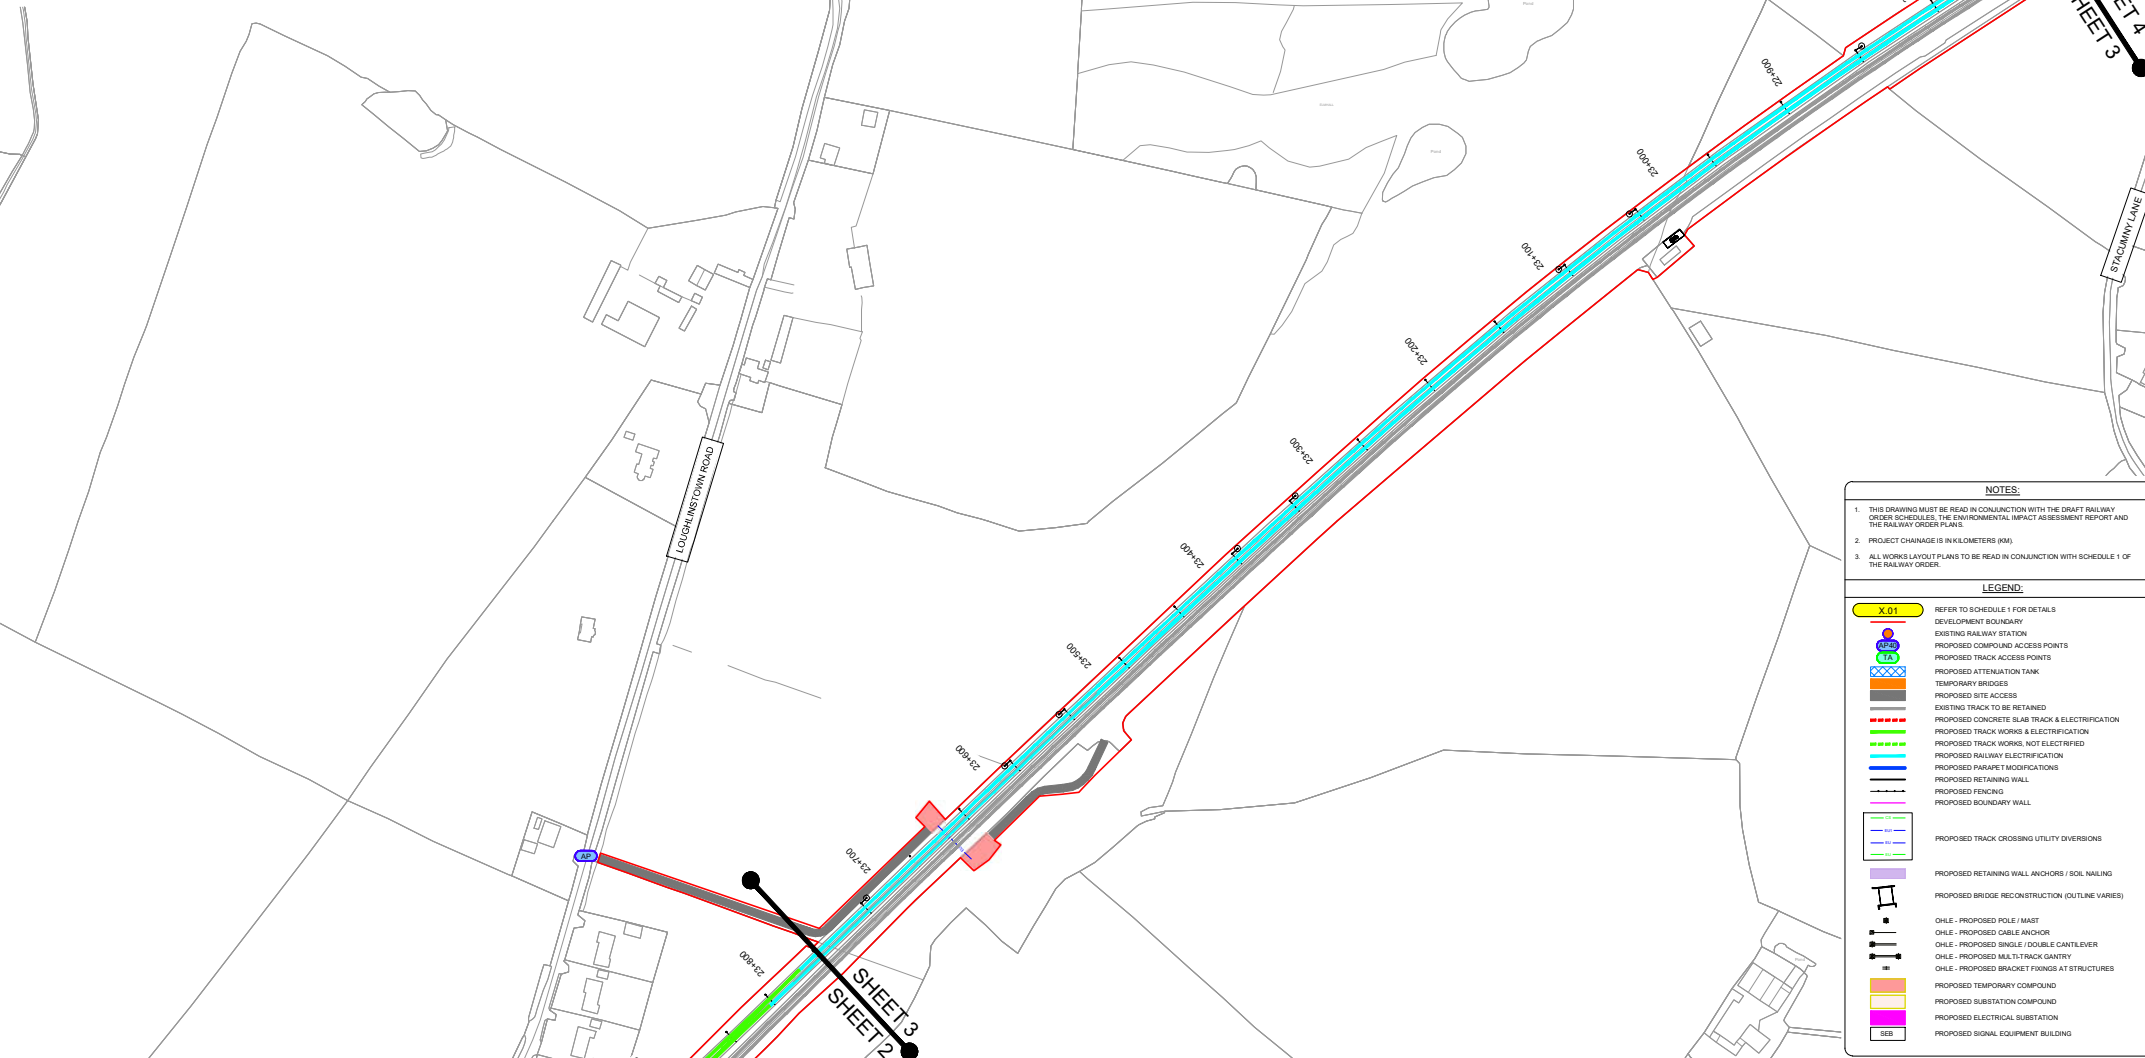 Pond
SHEET 4
SHEET 3
22+900
Pond
23+000
STACUMNY LANE
23+100
23+200
23+300
LOUGHLINSTOWN ROAD
23+400
23+500
23+600
23+700
AP
23+800
SHEET 3
SHEET 2
Pond
NOTES:
1. THIS DRAWING MUST BE READ IN CONJUNCTION WITH THE DRAFT RAILWAY
ORDER SCHEDULES, THE ENVIRONMENTAL IMPACT ASSESSMENT REPORT AND
THE RAILWAY ORDER PLANS.
2. PROJECT CHAINAGE IS IN KILOMETERS (KM).
3. ALL WORKS LAYOUT PLANS TO BE READ IN CONJUNCTION WITH SCHEDULE 1 OF
THE RAILWAY ORDER.
LEGEND:
X.01 REFER TO SCHEDULE 1 FOR DETAILS
DEVELOPMENT BOUNDARY
EXISTING RAILWAY STATION
AP40 PROPOSED COMPOUND ACCESS POINTS
TA PROPOSED TRACK ACCESS POINTS
PROPOSED ATTENUATION TANK
TEMPORARY BRIDGES
PROPOSED SITE ACCESS
EXISTING TRACK TO BE RETAINED
PROPOSED CONCRETE SLAB TRACK & ELECTRIFICATION
PROPOSED TRACK WORKS & ELECTRIFICATION
PROPOSED TRACK WORKS, NOT ELECTRIFIED
PROPOSED RAILWAY ELECTRIFICATION
PROPOSED PARAPET MODIFICATIONS
PROPOSED RETAINING WALL
PROPOSED FENCING
PROPOSED BOUNDARY WALL
PROPOSED TRACK CROSSING UTILITY DIVERSIONS
PROPOSED RETAINING WALL ANCHORS / SOIL NAILING
PROPOSED BRIDGE RECONSTRUCTION (OUTLINE VARIES)
OHLE - PROPOSED POLE / MAST
OHLE - PROPOSED CABLE ANCHOR
OHLE - PROPOSED SINGLE / DOUBLE CANTILEVER
OHLE - PROPOSED MULTI-TRACK GANTRY
OHLE - PROPOSED BRACKET FIXINGS AT STRUCTURES
PROPOSED TEMPORARY COMPOUND
PROPOSED SUBSTATION COMPOUND
PROPOSED ELECTRICAL SUBSTATION
SEB PROPOSED SIGNAL EQUIPMENT BUILDING